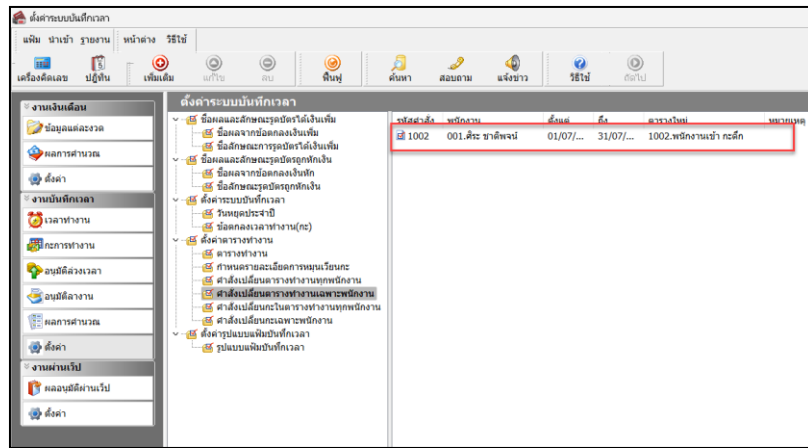 ตั้งค่าระบบบันทึกเวลา
แฟ้ม นำเข้า รายงาน หน้าต่าง วิธีใช้
เครื่องคิดเลข ปฏิทิน เพิ่มเติม แก้ไข ลบ ฟื้นฟู ค้นหา สอบถาม แจ้งข่าว วิธีใช้ ถัดไป
งานเงินเดือน
ข้อมูลแต่ละงวด
ผลการคำนวณ
ตั้งค่า
งานบันทึกเวลา
เวลาทำงาน
กะการทำงาน
อนุมัติล่วงเวลา
อนุมัติลางาน
ผลการคำนวณ
ตั้งค่า
งานผ่านเว็ป
ผลอนุมัติผ่านเว็ป
ตั้งค่า
ตั้งค่าระบบบันทึกเวลา
ชื่อผลและลักษณะรูดบัตรได้เงินเพิ่ม
ชื่อผลจากข้อตกลงเงินเพิ่ม
ชื่อลักษณะการรูดบัตรได้เงินเพิ่ม
ชื่อผลและลักษณะรูดบัตรถูกหักเงิน
ชื่อผลจากข้อตกลงเงินหัก
ชื่อลักษณะรูดบัตรถูกหักเงิน
ตั้งค่าระบบบันทึกเวลา
วันหยุดประจำปี
ข้อตกลงเวลาทำงาน(กะ)
ตั้งค่าตารางทำงาน
ตารางทำงาน
กำหนดรายละเอียดการหมุนเวียนกะ
คำสั่งเปลี่ยนตารางทำงานทุกพนักงาน
คำสั่งเปลี่ยนตารางทำงานเฉพาะพนักงาน
คำสั่งเปลี่ยนกะในตารางทำงานทุกพนักงาน
คำสั่งเปลี่ยนกะเฉพาะพนักงาน
ตั้งค่ารูปแบบแฟ้มบันทึกเวลา
รูปแบบแฟ้มบันทึกเวลา
รหัสคำสั่ง พนักงาน ตั้งแต่ ถึง ตารางใหม่ หมายเหตุ
1002 001.สิระ ชาติพจน์ 01/07/... 31/07/... 1002.พนักงานเข้า กะดึก